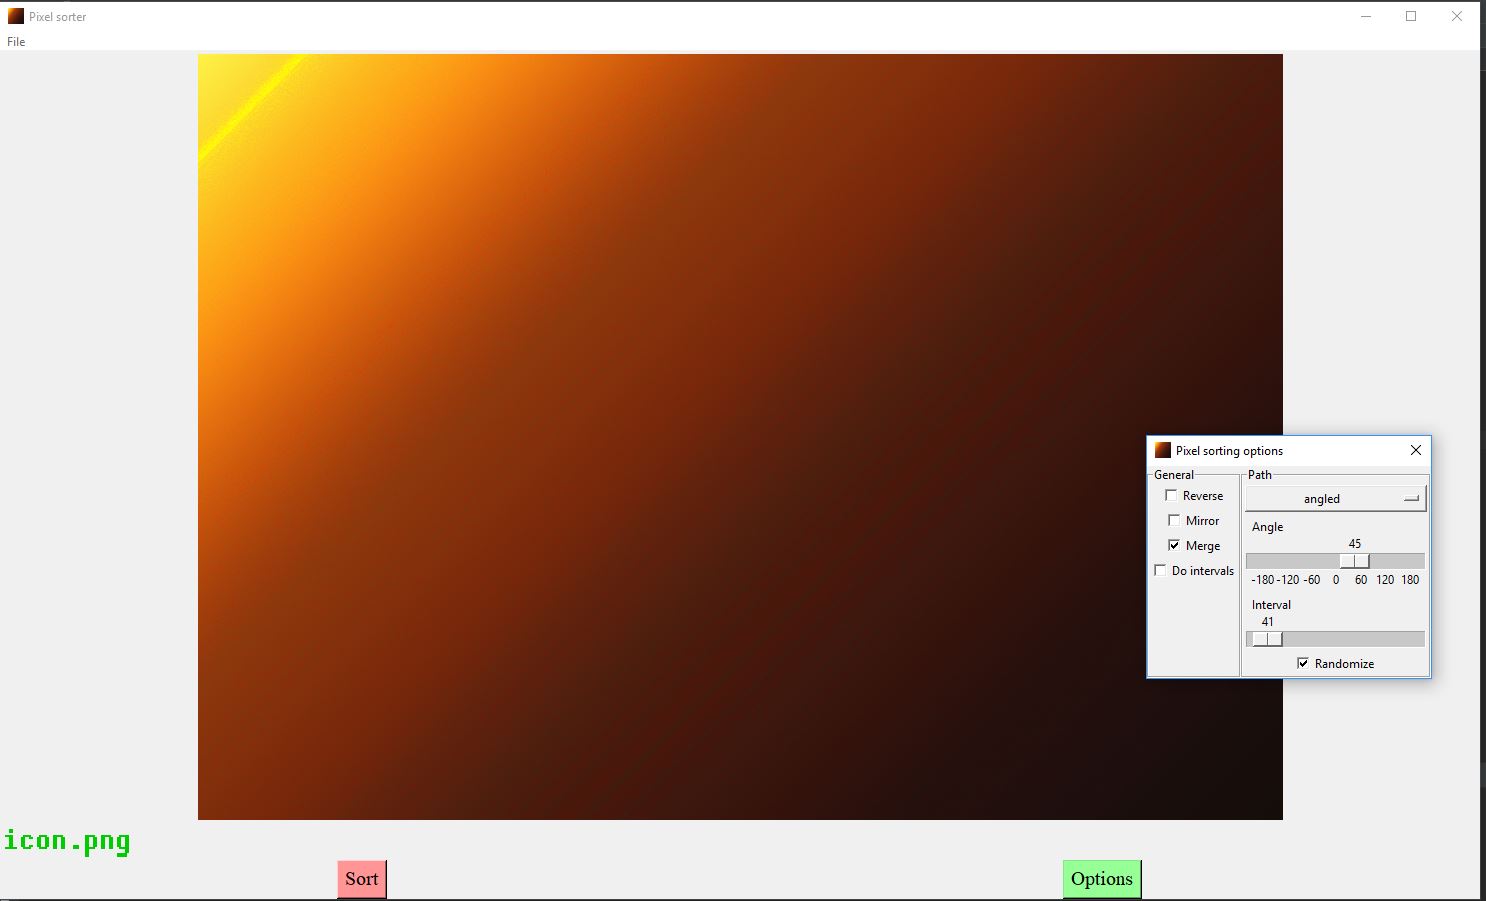 Pixel sorter
File
Pixel sorting options
General
Reverse
Mirror
Merge
Do intervals
Path
angled
Angle
45
-180 -120 -60 0 60 120 180
Interval
41
Randomize
icon.png
Sort
Options